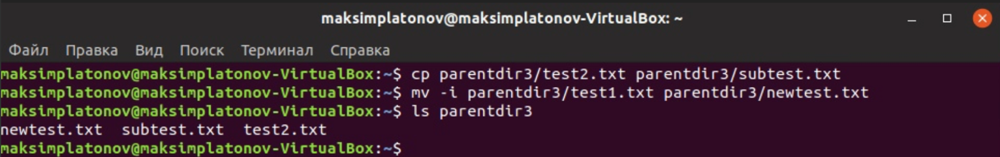 maksimplatonov@maksimplatonov-VirtualBox: ~
Файл Правка Вид Поиск Терминал Справка
maksimplatonov@maksimplatonov-VirtualBox:~$ cp parentdir3/test2.txt parentdir3/subtest.txt
maksimplatonov@maksimplatonov-VirtualBox:~$ mv -i parentdir3/test1.txt parentdir3/newtest.txt
maksimplatonov@maksimplatonov-VirtualBox:~$ ls parentdir3
newtest.txt  subtest.txt  test2.txt
maksimplatonov@maksimplatonov-VirtualBox:~$